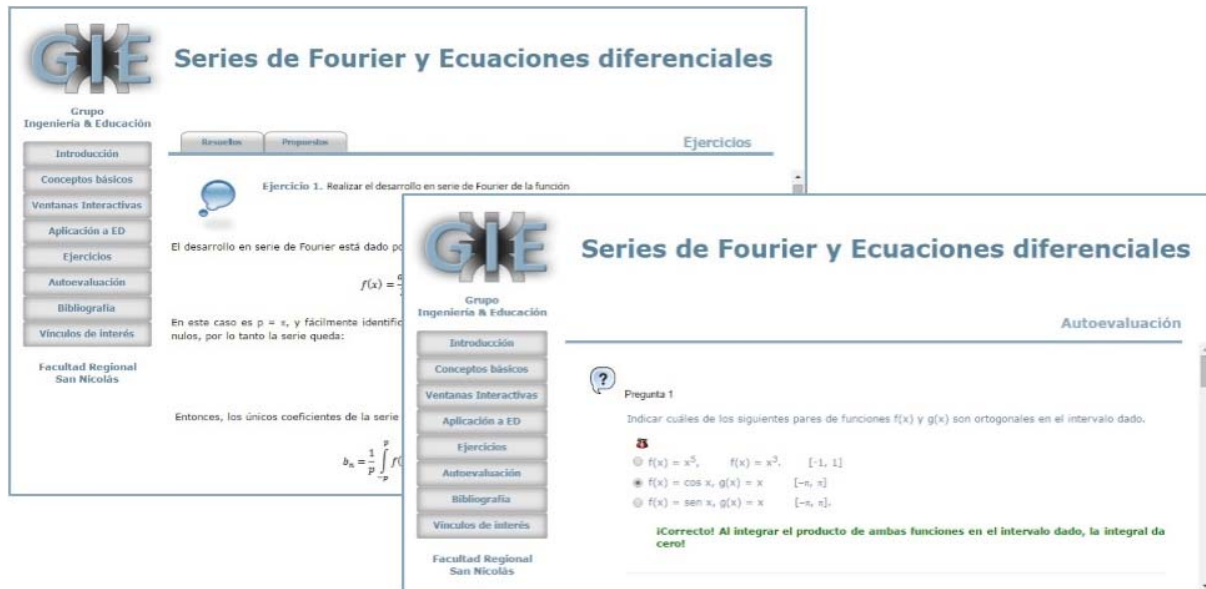 GIE
Series de Fourier y Ecuaciones diferenciales
Grupo
Ingeniería & Educación
Introducción
Conceptos básicos
Ventanas Interactivas
Aplicación a ED
Ejercicios
Autoevaluación
Bibliografía
Vínculos de interés
Facultad Regional
San Nicolás
Resueltos Propuestos
Ejercicios
Ejercicio 1. Realizar el desarrollo en serie de Fourier de la función
El desarrollo en serie de Fourier está dado
f(x) =
En este caso es p = π, y fácilmente
nulos, por lo tanto la serie queda:
Entonces, los únicos coeficientes de la serie
bₙ = 1/p ∫₋ₚᵖ
GIE
Series de Fourier y Ecuaciones diferenciales
Grupo
Ingeniería & Educación
Introducción
Conceptos básicos
Ventanas Interactivas
Aplicación a ED
Ejercicios
Autoevaluación
Bibliografía
Vínculos de interés
Facultad Regional
San Nicolás
Autoevaluación
Pregunta 1
Indicar cuáles de los siguientes pares de funciones f(x) y g(x) son ortogonales en el intervalo dado.
f(x) = x⁵, f(x) = x³. [-1, 1]
f(x) = cos x, g(x) = x [-π, π]
f(x) = sen x, g(x) = x [-π, π].
¡Correcto! Al integrar el producto de ambas funciones en el intervalo dado, la integral da
cero!